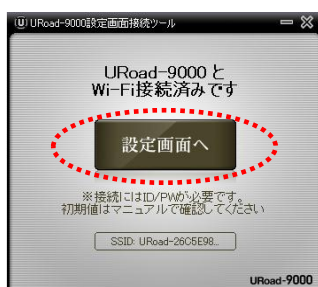 URoad-9000設定画面接続ツール
URoad-9000 と
Wi-Fi接続済みです
設定画面へ
※接続にはID/PWが必要です。
初期値はマニュアルで確認してください
SSID: URoad-26C5E98...
URoad-9000